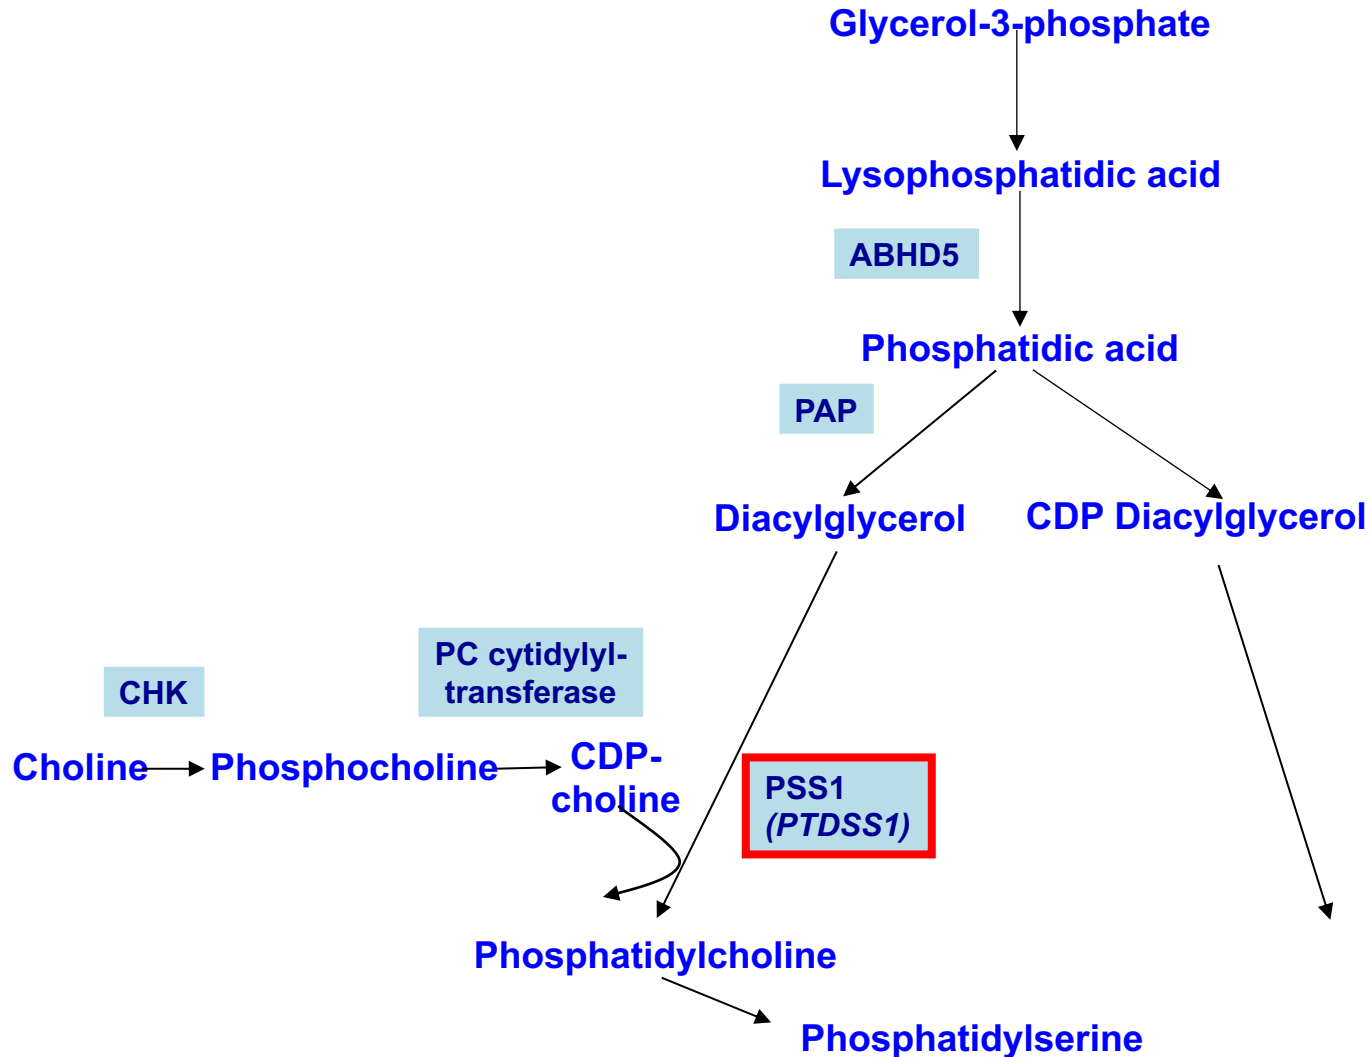 Glycerol-3-phosphate
Lysophosphatidic acid
ABHD5
Phosphatidic acid
PAP
Diacylglycerol
CDP Diacylglycerol
PC cytidylyl-
transferase
CHK
Choline
Phosphocholine
CDP-
choline
PSS1
(PTDSS1)
Phosphatidylcholine
Phosphatidylserine